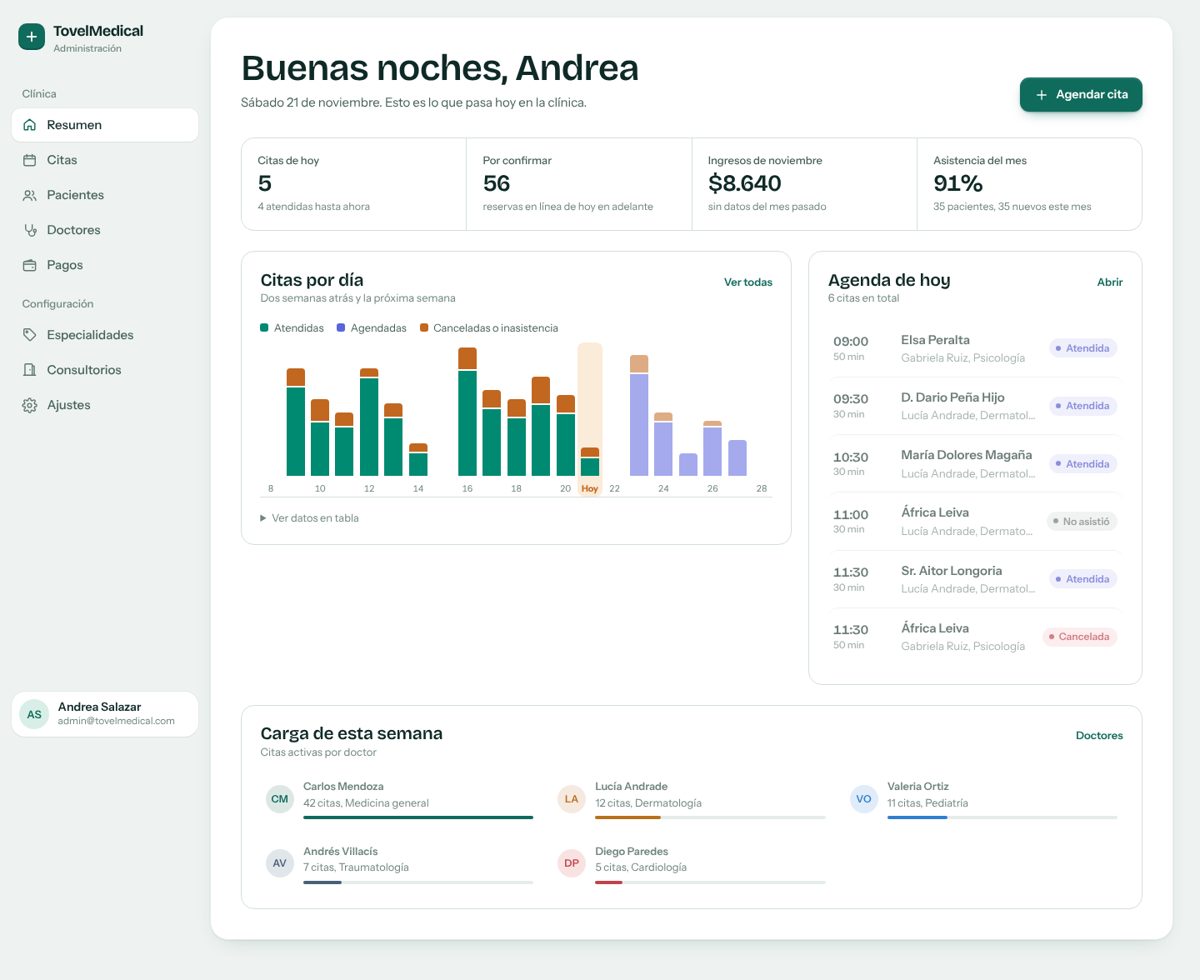 TovelMedical
Administración
Clínica
Resumen
Citas
Pacientes
Doctores
Pagos
Configuración
Especialidades
Consultorios
Ajustes
AS
Andrea Salazar
admin@tovelmedical.com
Buenas noches, Andrea
Sábado 21 de noviembre. Esto es lo que pasa hoy en la clínica.
+ Agendar cita
Citas de hoy
5
4 atendidas hasta ahora
Por confirmar
56
reservas en línea de hoy en adelante
Ingresos de noviembre
$8.640
sin datos del mes pasado
Asistencia del mes
91%
35 pacientes, 35 nuevos este mes
Citas por día
Ver todas
Dos semanas atrás y la próxima semana
Atendidas Agendadas Canceladas o inasistencia
8 10 12 14 16 18 20 Hoy 22 24 26 28
Ver datos en tabla
Agenda de hoy
Abrir
6 citas en total
09:00 Elsa Peralta Atendida
50 min Gabriela Ruiz, Psicología
09:30 D. Dario Peña Hijo Atendida
30 min Lucía Andrade, Dermatol...
10:30 María Dolores Magaña Atendida
30 min Lucía Andrade, Dermatol...
11:00 África Leiva No asistió
30 min Lucía Andrade, Dermato...
11:30 Sr. Aitor Longoria Atendida
30 min Lucía Andrade, Dermatol...
11:30 África Leiva Cancelada
50 min Gabriela Ruiz, Psicología
Carga de esta semana
Doctores
Citas activas por doctor
CM
Carlos Mendoza
42 citas, Medicina general
LA
Lucía Andrade
12 citas, Dermatología
VO
Valeria Ortiz
11 citas, Pediatría
AV
Andrés Villacís
7 citas, Traumatología
DP
Diego Paredes
5 citas, Cardiología